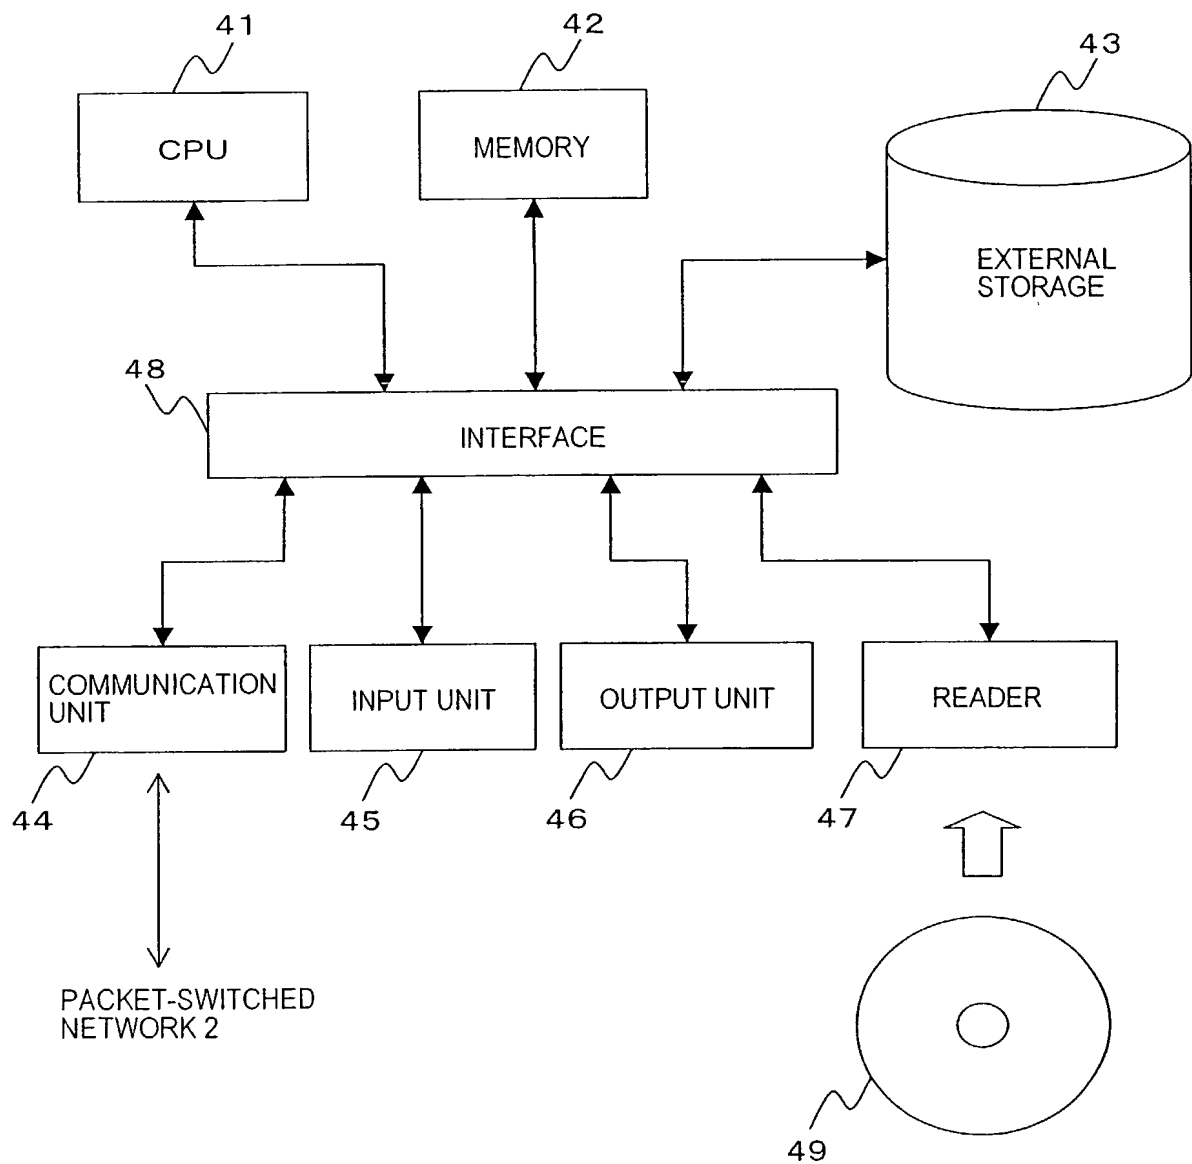 41
42
43
CPU
MEMORY
EXTERNAL
STORAGE
48
INTERFACE
COMMUNICATION
UNIT
INPUT UNIT
OUTPUT UNIT
READER
44
45
46
47
PACKET-SWITCHED
NETWORK 2
49